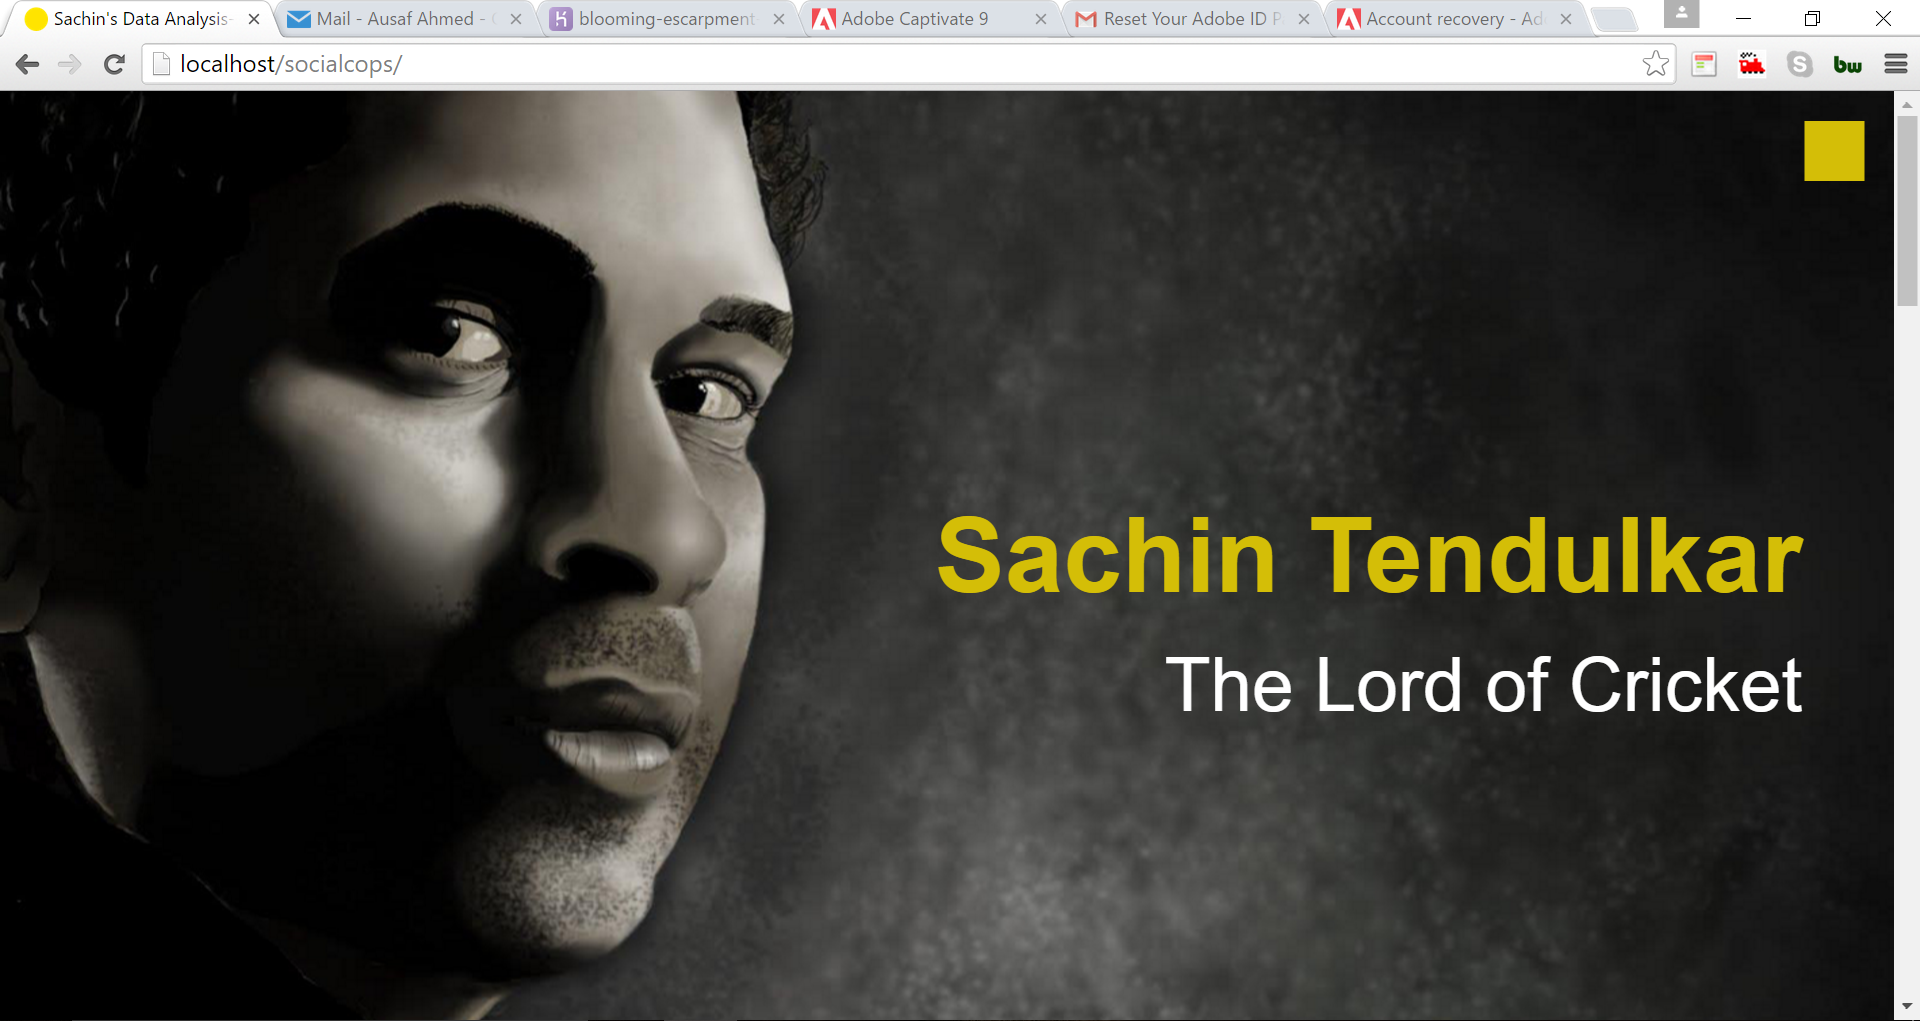 Sachin's Data Analysis-
Mail - Ausaf Ahmed -
blooming-escarpment
Adobe Captivate 9
Reset Your Adobe ID P
Account recovery - Ad
localhost/socialcops/
S
bw
Sachin Tendulkar
The Lord of Cricket